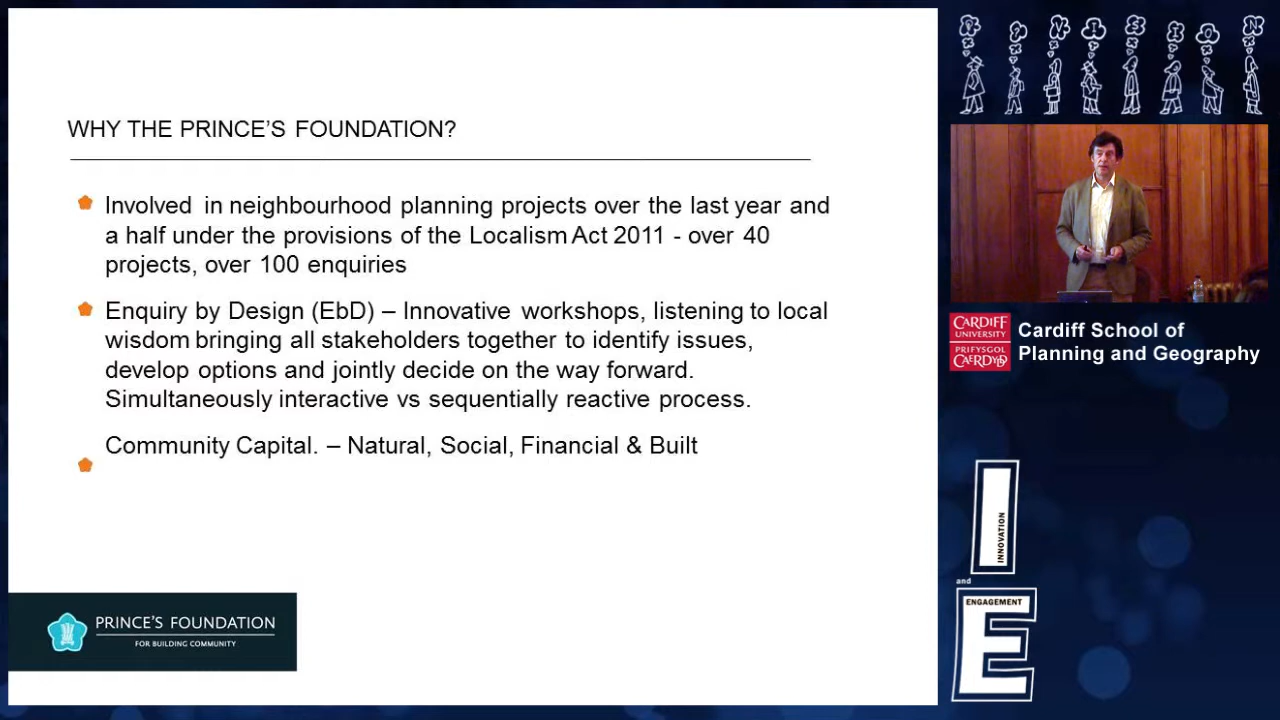 WHY THE PRINCE'S FOUNDATION?
Involved in neighbourhood planning projects over the last year and
a half under the provisions of the Localism Act 2011 - over 40
projects, over 100 enquiries
Enquiry by Design (EbD) – Innovative workshops, listening to local
wisdom bringing all stakeholders together to identify issues,
develop options and jointly decide on the way forward.
Simultaneously interactive vs sequentially reactive process.
Community Capital. – Natural, Social, Financial & Built
PRINCE'S FOUNDATION
FOR BUILDING COMMUNITY
CARDIFF
UNIVERSITY
PRIFYSGOL
CAERDYDD
Cardiff School of
Planning and Geography
I
INNOVATION
and
ENGAGEMENT
E